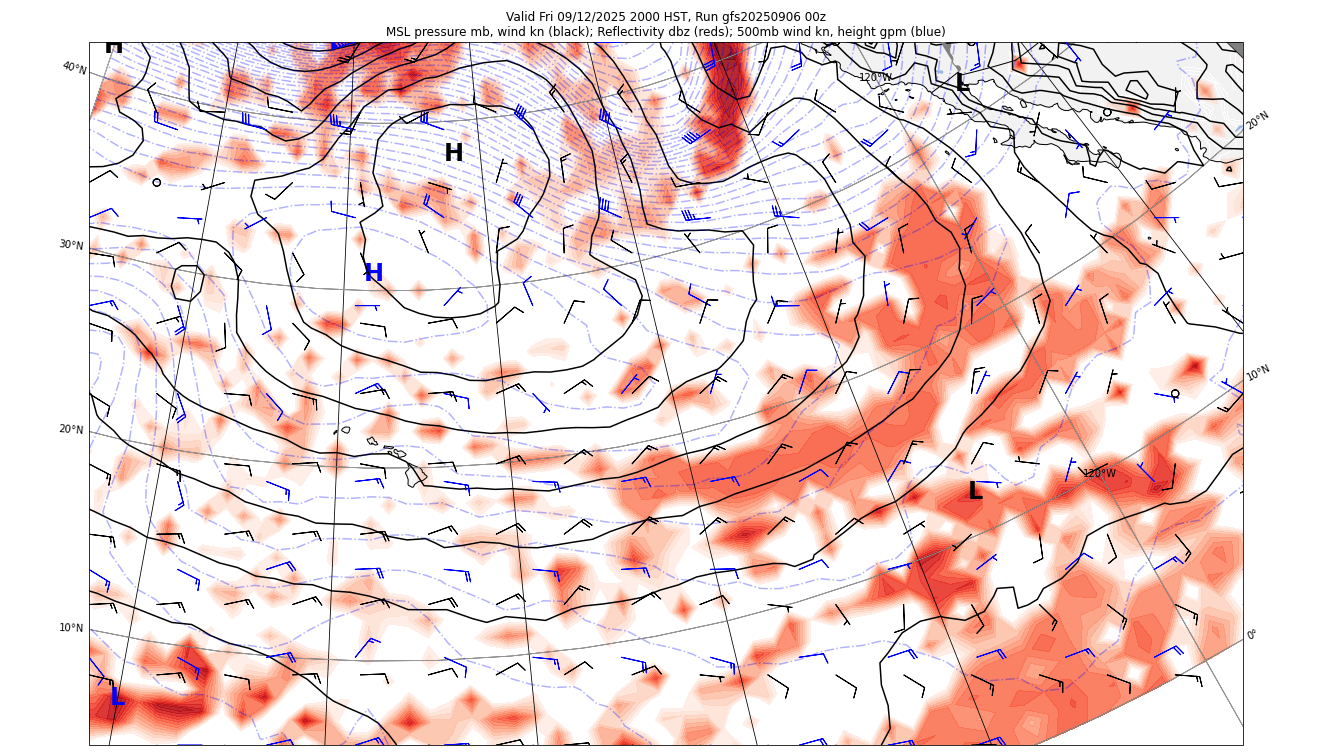 Valid Fri 09/12/2025 2000 HST, Run gfs20250906 00z
MSL pressure mb, wind kn (black); Reflectivity dbz (reds); 500mb wind kn, height gpm (blue)
H
40°N
120°W
L
20°N
H
30°N
H
10°N
20°N
120°W
L
10°N
0°
L